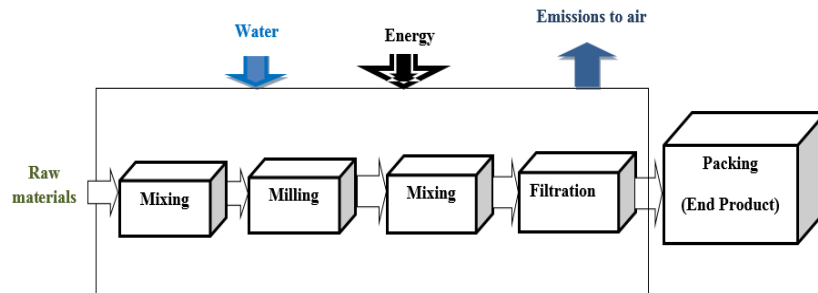 Emissions to air
Water
Energy
Raw
materials
Mixing
Milling
Mixing
Filtration
Packing
(End Product)